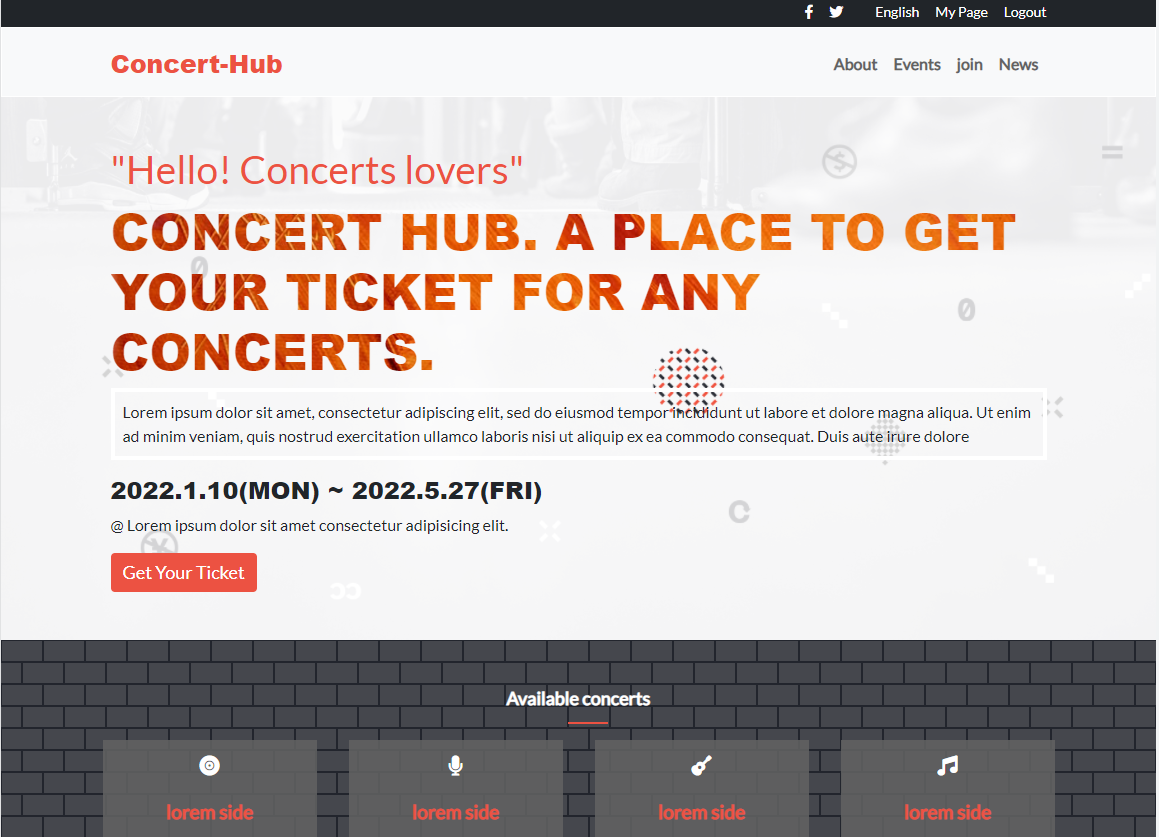 English My Page Logout
Concert-Hub
About Events join News
"Hello! Concerts lovers"
CONCERT HUB. A PLACE TO GET
YOUR TICKET FOR ANY
CONCERTS.
Lorem ipsum dolor sit amet, consectetur adipiscing elit, sed do eiusmod tempor incididunt ut labore et dolore magna aliqua. Ut enim
ad minim veniam, quis nostrud exercitation ullamco laboris nisi ut aliquip ex ea commodo consequat. Duis aute irure dolore
2022.1.10(MON) ~ 2022.5.27(FRI)
@ Lorem ipsum dolor sit amet consectetur adipisicing elit.
Get Your Ticket
Available concerts
lorem side lorem side lorem side lorem side